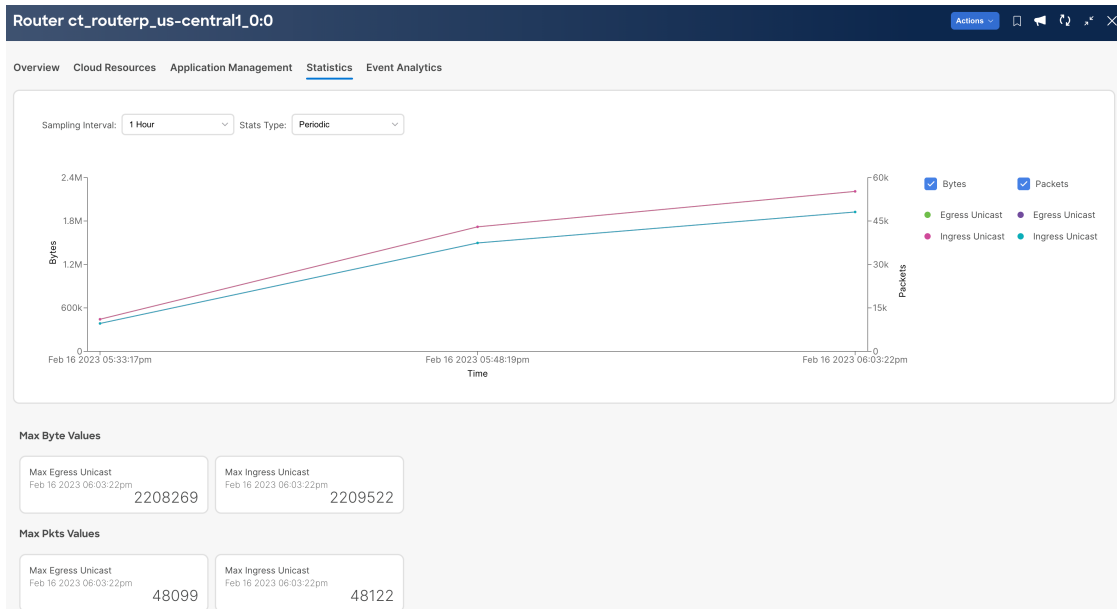 Router ct_routerp_us-central1_0:0
Actions
Overview Cloud Resources Application Management Statistics Event Analytics
Sampling Interval: 1 Hour Stats Type: Periodic
2.4M
1.8M
1.2M
600k
0
Bytes
60k
45k
30k
15k
0
Packets
Feb 16 2023 05:33:17pm Feb 16 2023 05:48:19pm Feb 16 2023 06:03:22pm
Time
Bytes Packets
Egress Unicast Egress Unicast
Ingress Unicast Ingress Unicast
Max Byte Values
Max Egress Unicast
Feb 16 2023 06:03:22pm
2208269
Max Ingress Unicast
Feb 16 2023 06:03:22pm
2209522
Max Pkts Values
Max Egress Unicast
Feb 16 2023 06:03:22pm
48099
Max Ingress Unicast
Feb 16 2023 06:03:22pm
48122